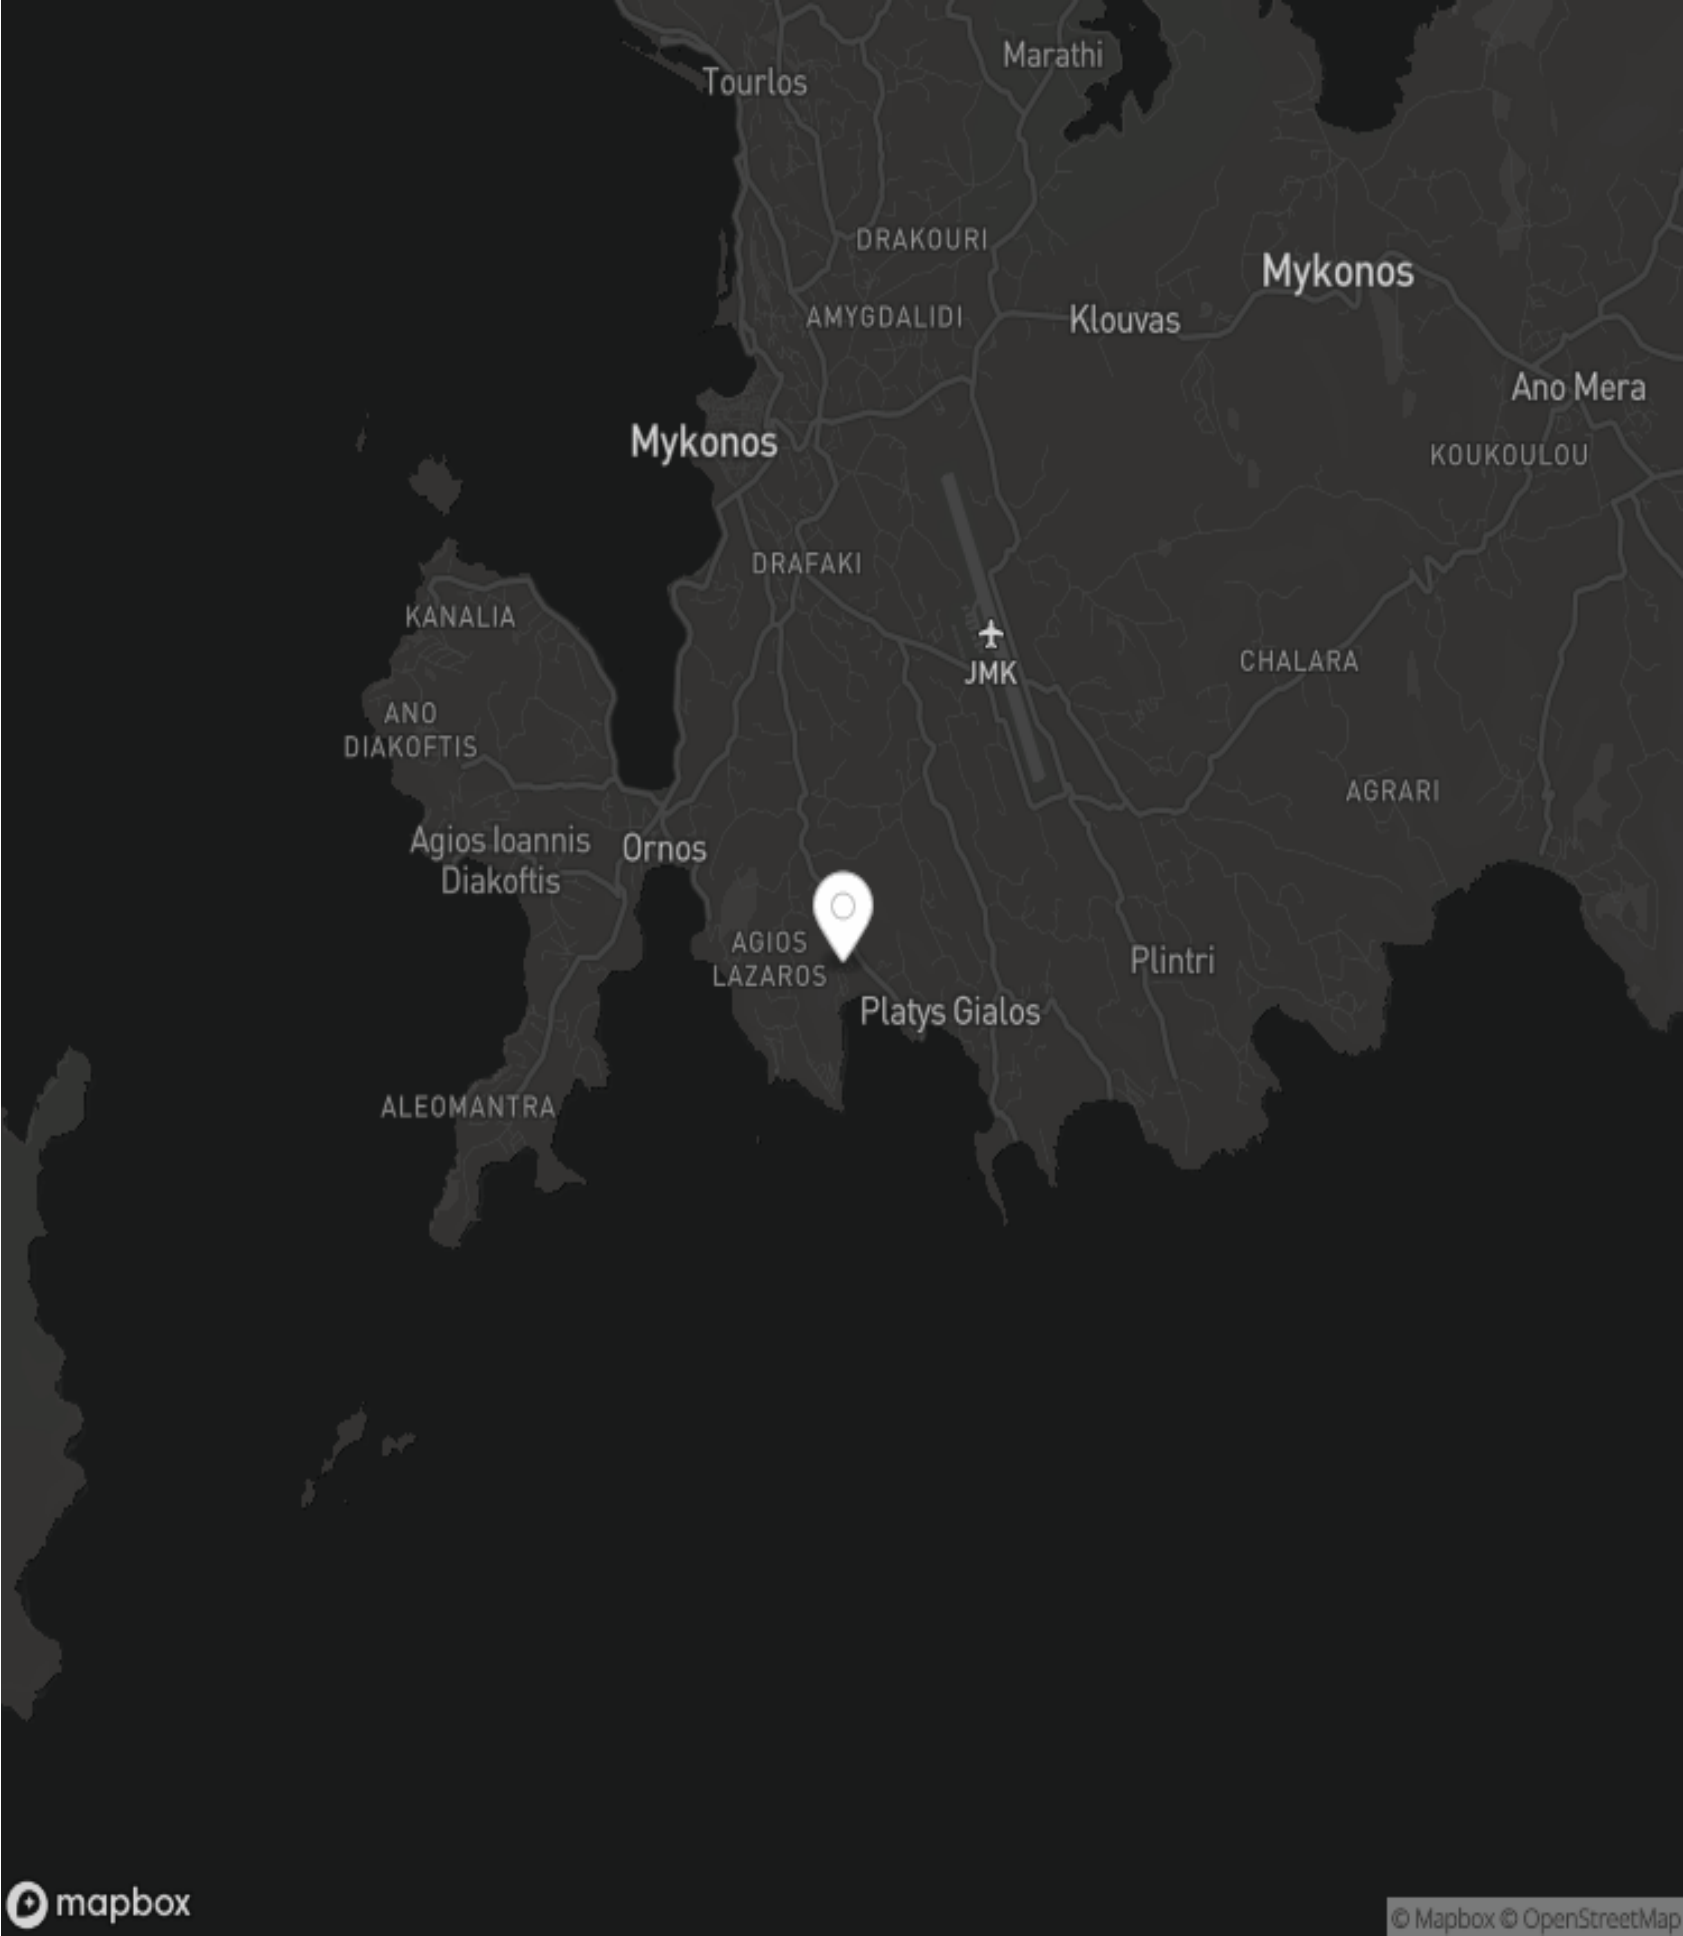 Marathi
Tourlos
DRAKOURI
Mykonos
AMYGDALIDI
Klouvas
Ano Mera
Mykonos
KOUKOULOU
DRAFAKI
KANALIA
CHALARA
JMK
ANO
DIAKOFTIS
AGRARI
Agios Ioannis
Diakoftis
Ornos
AGIOS
LAZAROS
Plintri
Platys Gialos
ALEOMANTRA
mapbox
© Mapbox © OpenStreetMap